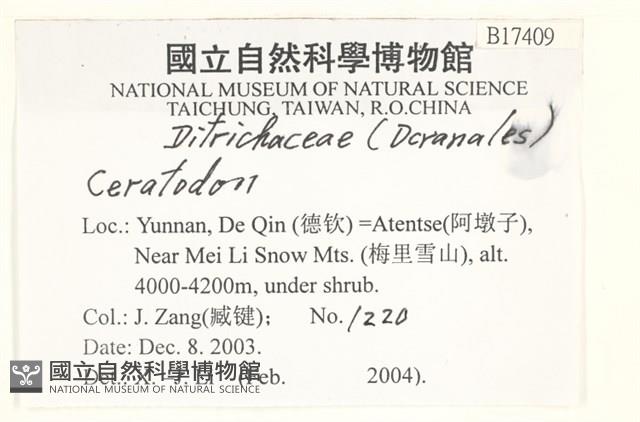 B17409
國立自然科學博物館
NATIONAL MUSEUM OF NATURAL SCIENCE
TAICHUNG, TAIWAN, R.O.CHINA
Ditrichaceae (Dcranales)
Ceratodon
Loc.: Yunnan, De Qin (德钦) =Atentse(阿墩子),
Near Mei Li Snow Mts. (梅里雪山), alt.
4000-4200m, under shrub.
Col.: J. Zang(臧键); No. 1220
Date: Dec. 8. 2003.
Det.: X. J. Li (Feb. 2004).
國立自然科學博物館
NATIONAL MUSEUM OF NATURAL SCIENCE